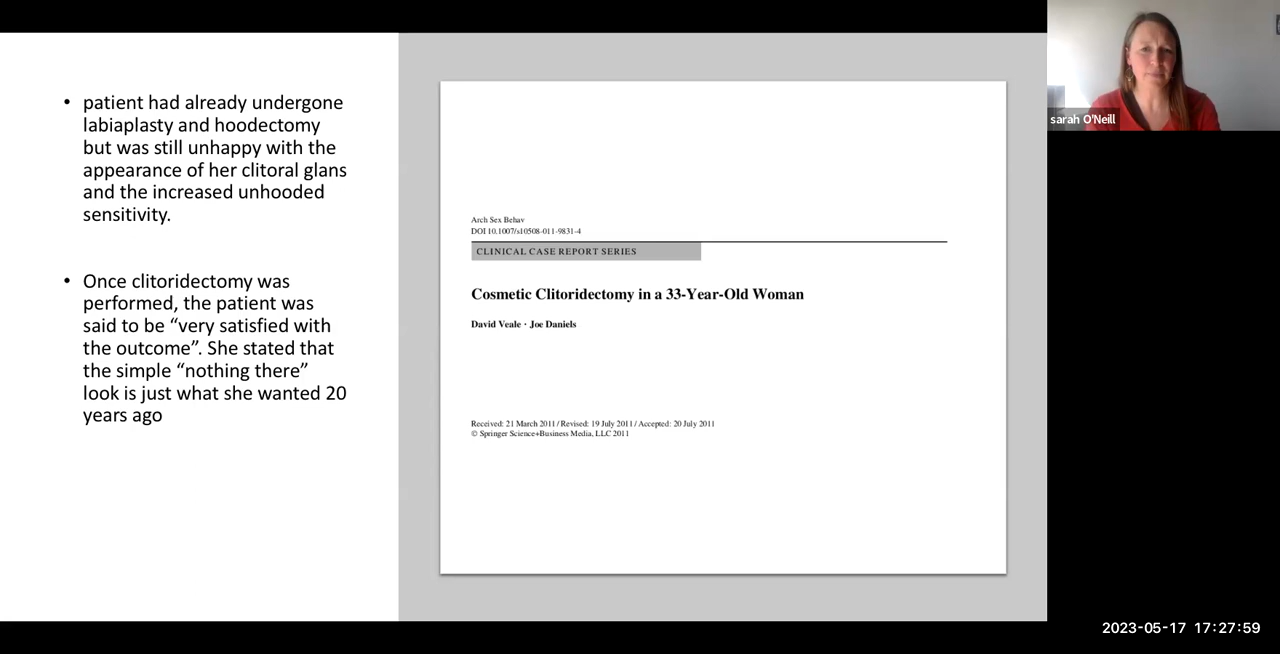 • patient had already undergone
labiaplasty and hoodectomy
but was still unhappy with the
appearance of her clitoral glans
and the increased unhooded
sensitivity.
• Once clitoridectomy was
performed, the patient was
said to be “very satisfied with
the outcome”. She stated that
the simple “nothing there”
look is just what she wanted 20
years ago
Arch Sex Behav
DOI 10.1007/s10508-011-9831-4
CLINICAL CASE REPORT SERIES
Cosmetic Clitoridectomy in a 33-Year-Old Woman
David Veale · Joe Daniels
Received: 21 March 2011 / Revised: 19 July 2011 / Accepted: 20 July 2011
© Springer Science+Business Media, LLC 2011
sarah O'Neill
2023-05-17 17:27:59